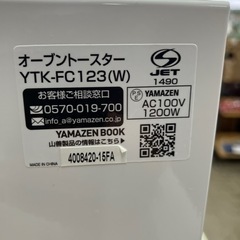 オーブントースター
YTK-FC123(W)
お客様ご相談窓口
0570-019-700
info@yamazen.co.jp
YAMAZEN BOOK
山善製品の情報はこちら▶
4008420-15FA
MADE IN CHINA
S
JET
1490
YAMAZEN
AC100V
1200W